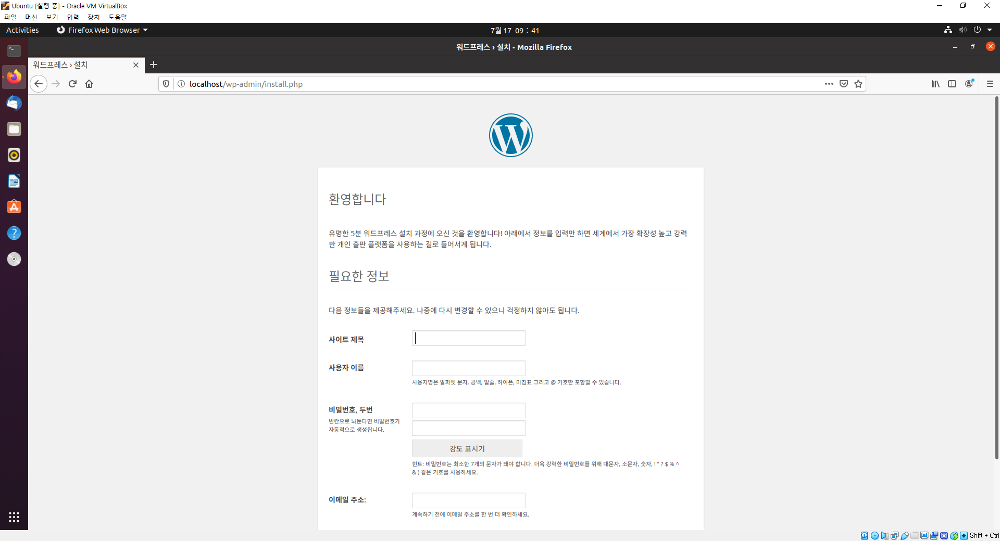 Ubuntu [실행 중] - Oracle VM VirtualBox
파일 머신 보기 입력 장치 도움말
Activities Firefox Web Browser 7월 17 09 : 41
워드프레스 › 설치 - Mozilla Firefox
워드프레스 › 설치
localhost/wp-admin/install.php
환영합니다
유명한 5분 워드프레스 설치 과정에 오신 것을 환영합니다! 아래에서 정보를 입력만 하면 세계에서 가장 확장성 높고 강력
한 개인 출판 플랫폼을 사용하는 길로 들어서게 됩니다.
필요한 정보
다음 정보들을 제공해주세요. 나중에 다시 변경할 수 있으니 걱정하지 않아도 됩니다.
사이트 제목
사용자 이름
사용자명은 알파벳 문자, 공백, 밑줄, 하이픈, 마침표 그리고 @ 기호만 포함할 수 있습니다.
비밀번호, 두번
빈칸으로 놔둔다면 비밀번호가
자동적으로 생성됩니다.
강도 표시기
힌트: 비밀번호는 최소한 7개의 문자가 돼야 합니다. 더욱 강력한 비밀번호를 위해 대문자, 소문자, 숫자, ! " ? $ % ^
& ) 같은 기호를 사용하세요.
이메일 주소:
계속하기 전에 이메일 주소를 한 번 더 확인하세요.
Shift + Ctrl